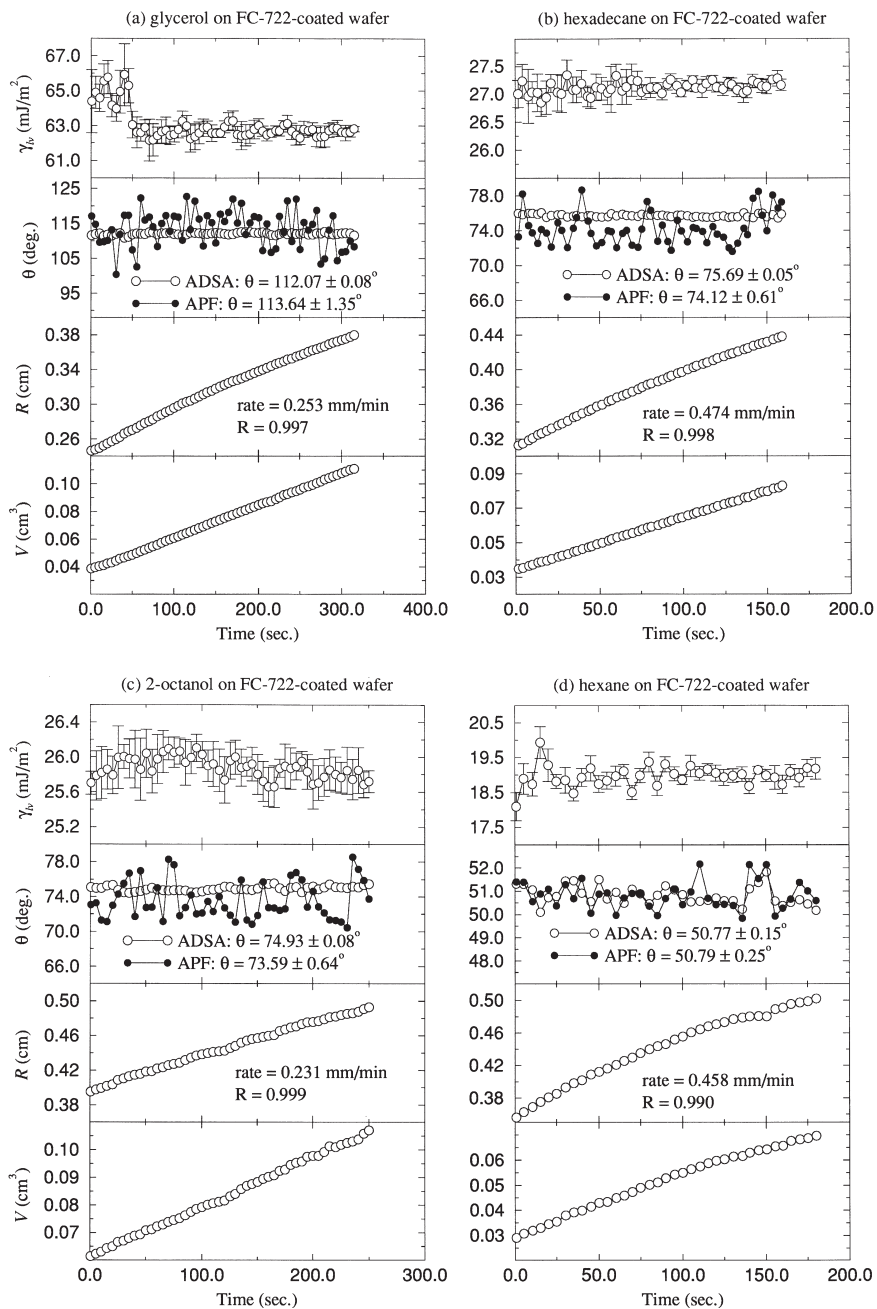 (a) glycerol on FC-722-coated wafer
67.0
65.0
63.0
61.0
γlv (mJ/m²)
125
115
105
95
θ (deg.)
ADSA: θ = 112.07 ± 0.08°
APF: θ = 113.64 ± 1.35°
0.38
0.30
0.26
R (cm)
rate = 0.253 mm/min
R = 0.997
0.10
0.08
0.06
0.04
V (cm³)
0.0 100.0 200.0 300.0 400.0
Time (sec.)
(b) hexadecane on FC-722-coated wafer
27.5
27.0
26.5
26.0
78.0
74.0
70.0
66.0
ADSA: θ = 75.69 ± 0.05°
APF: θ = 74.12 ± 0.61°
0.44
0.40
0.36
0.32
rate = 0.474 mm/min
R = 0.998
0.09
0.07
0.05
0.03
0.0 50.0 100.0 150.0 200.0
Time (sec.)
(c) 2-octanol on FC-722-coated wafer
26.4
26.0
25.6
25.2
γlv (mJ/m²)
78.0
74.0
70.0
66.0
θ (deg.)
ADSA: θ = 74.93 ± 0.08°
APF: θ = 73.59 ± 0.64°
0.50
0.46
0.42
0.38
R (cm)
rate = 0.231 mm/min
R = 0.999
0.10
0.09
0.08
0.07
V (cm³)
0.0 100.0 200.0 300.0
Time (sec.)
(d) hexane on FC-722-coated wafer
20.5
19.5
18.5
17.5
52.0
51.0
50.0
49.0
48.0
ADSA: θ = 50.77 ± 0.15°
APF: θ = 50.79 ± 0.25°
0.50
0.46
0.42
0.38
rate = 0.458 mm/min
R = 0.990
0.06
0.05
0.04
0.03
0.0 50.0 100.0 150.0 200.0
Time (sec.)